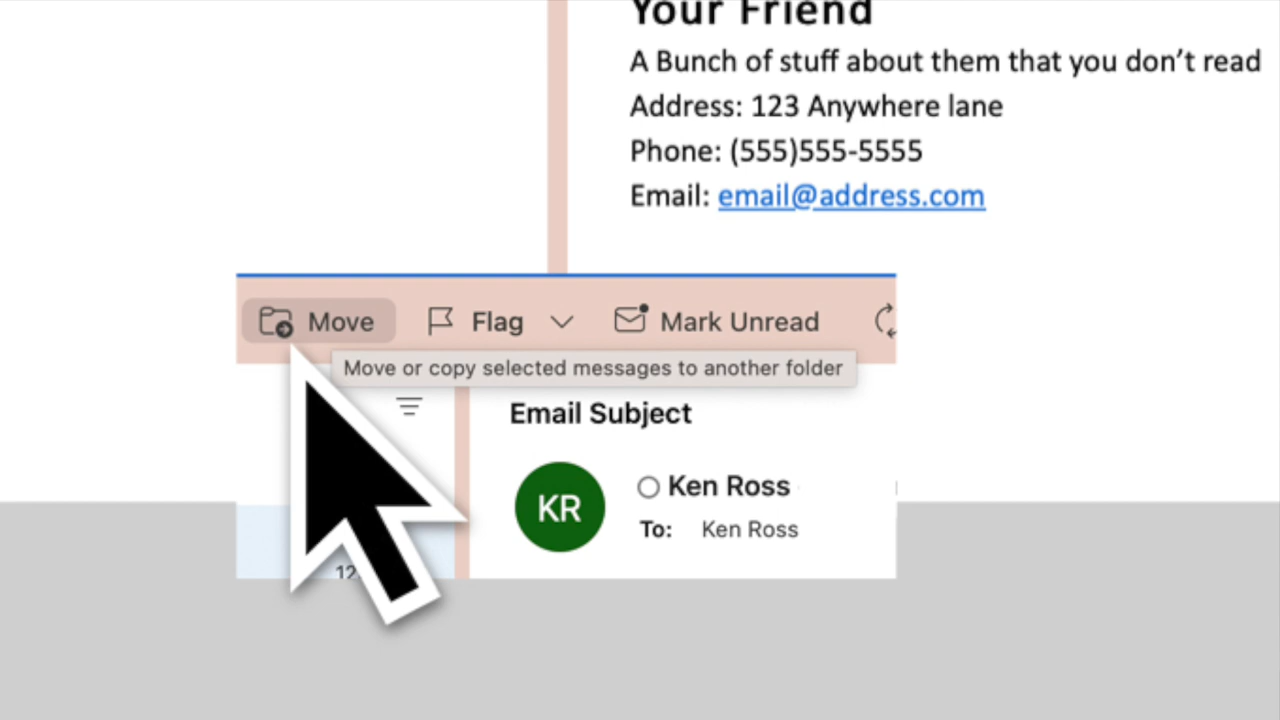 Your Friend
A Bunch of stuff about them that you don’t read
Address: 123 Anywhere lane
Phone: (555)555-5555
Email: email@address.com
Move Flag Mark Unread
Move or copy selected messages to another folder
Email Subject
KR Ken Ross
To: Ken Ross